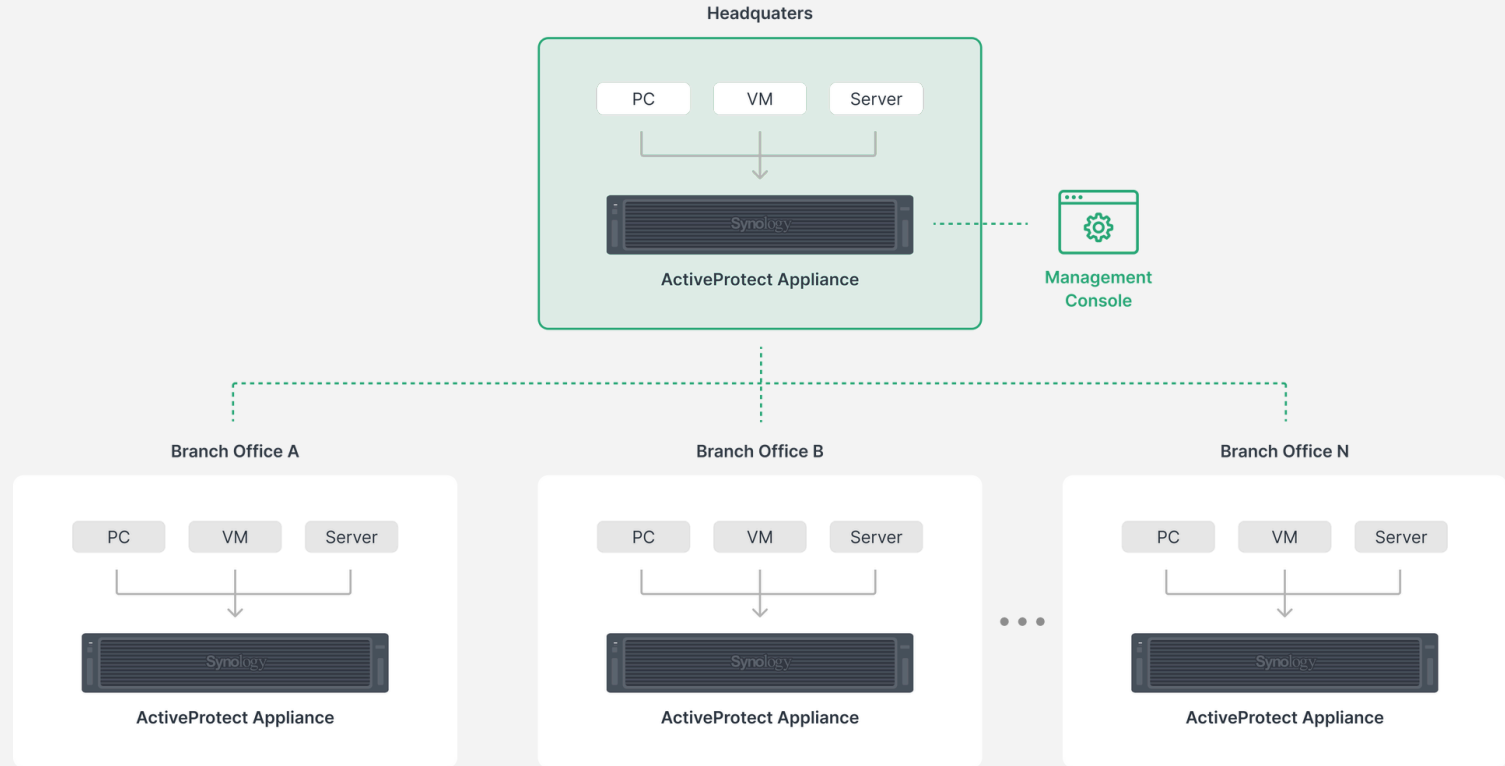 Headquaters
PC VM Server
Synology
ActiveProtect Appliance
Management
Console
Branch Office A
Branch Office B
Branch Office N
PC VM Server
PC VM Server
PC VM Server
Synology
Synology
Synology
ActiveProtect Appliance
ActiveProtect Appliance
ActiveProtect Appliance